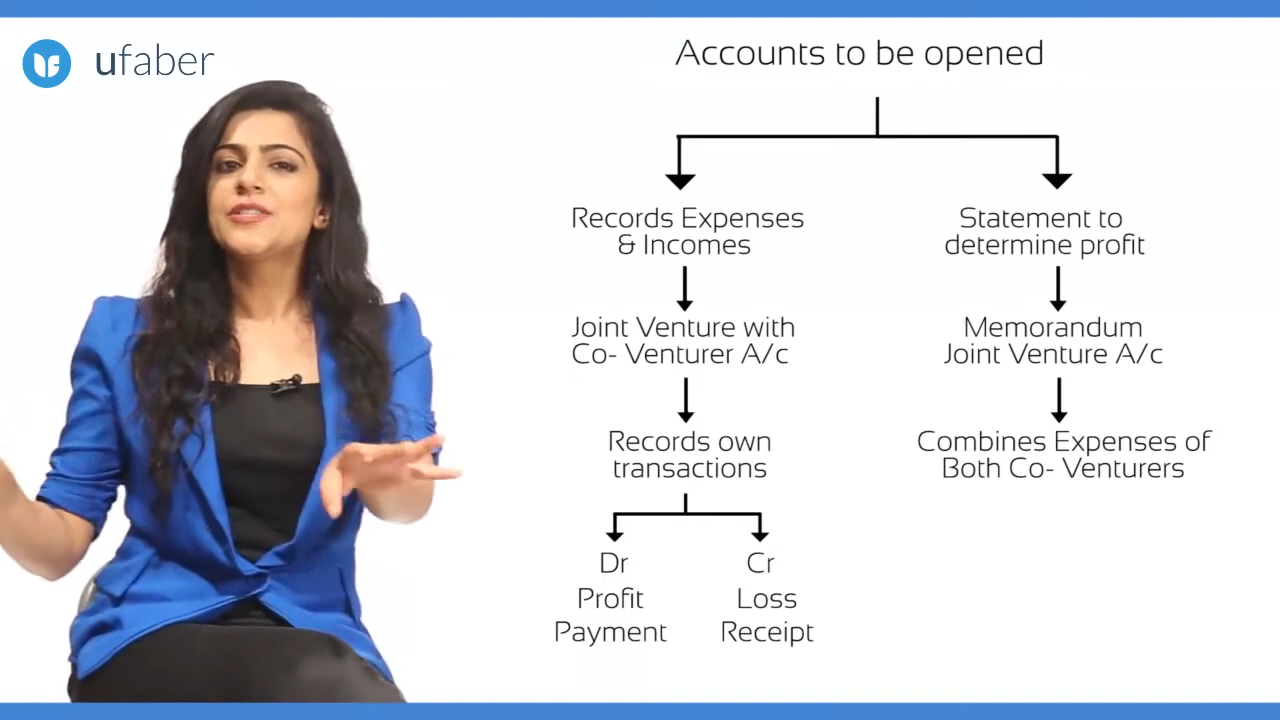 ufaber
Accounts to be opened
Records Expenses
& Incomes
Statement to
determine profit
Joint Venture with
Co- Venturer A/c
Memorandum
Joint Venture A/c
Records own
transactions
Combines Expenses of
Both Co- Venturers
Dr
Cr
Profit
Loss
Payment
Receipt